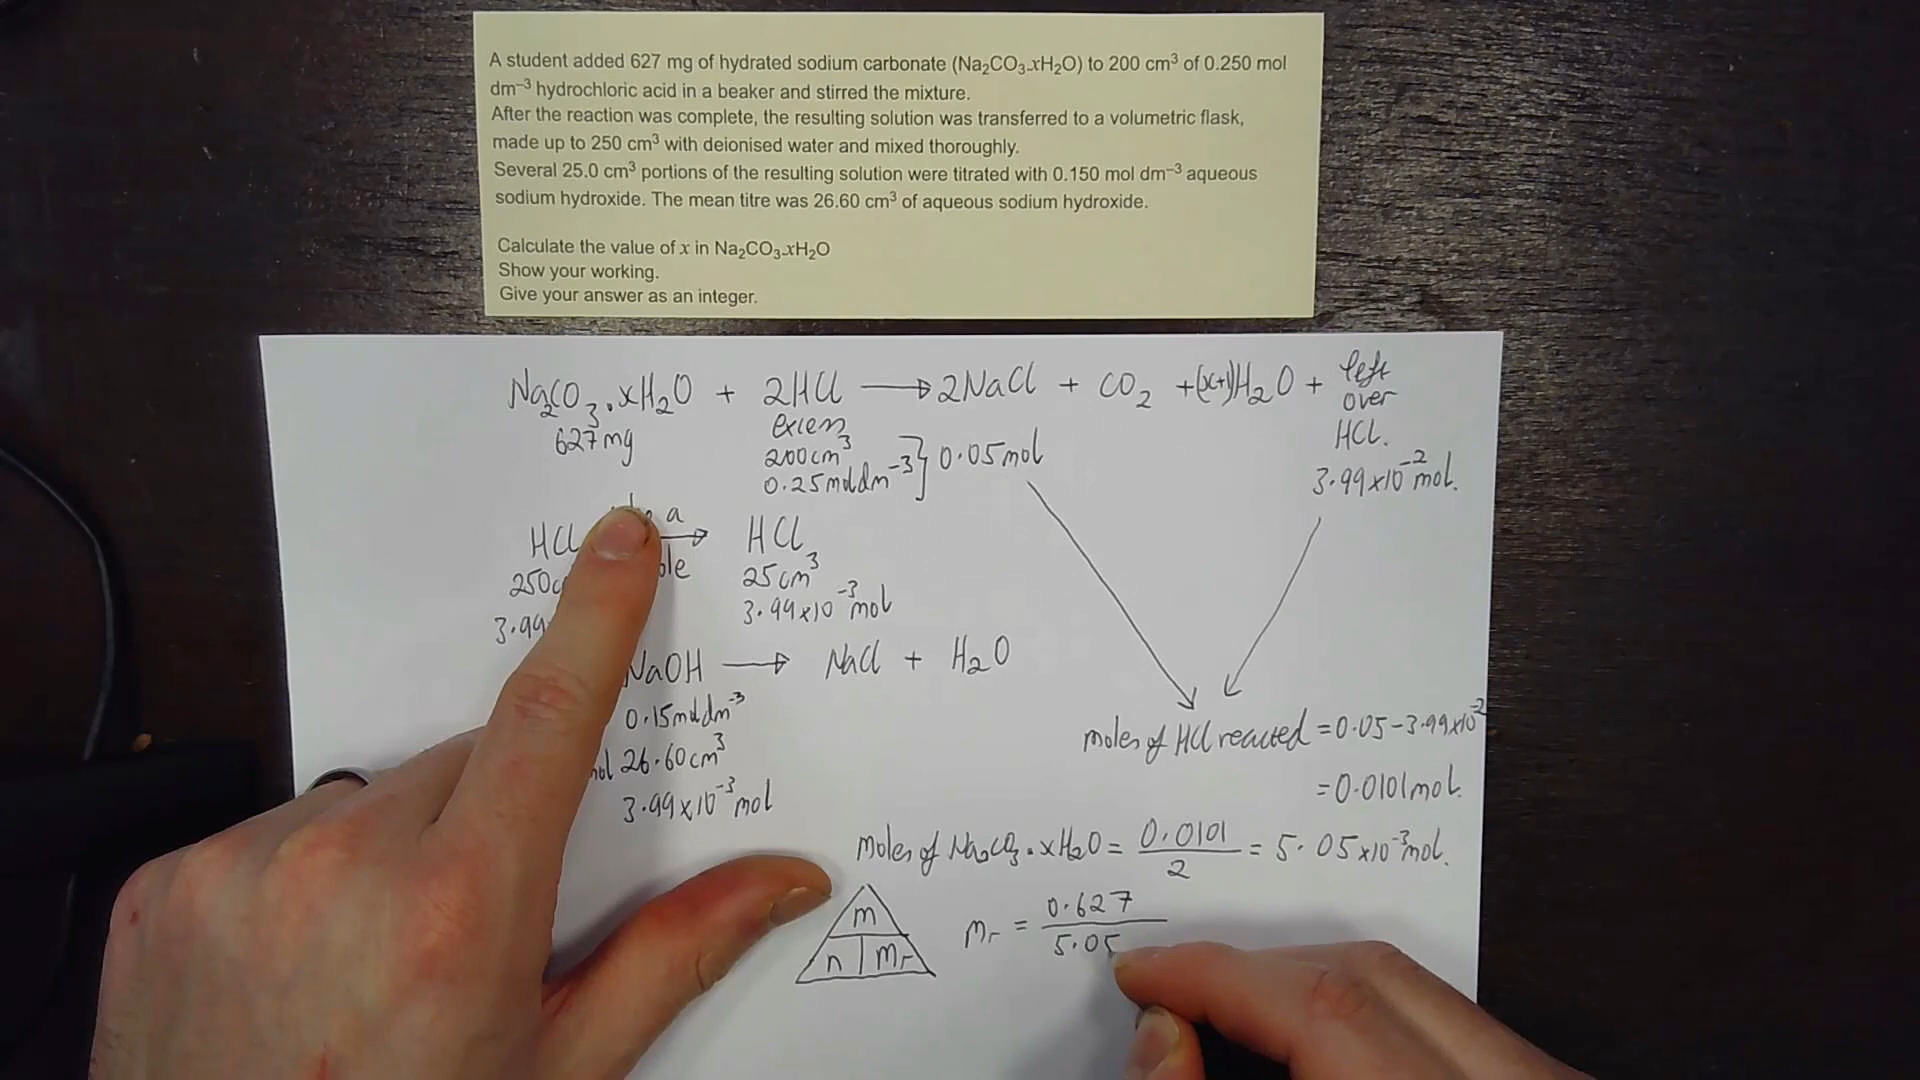 A student added 627 mg of hydrated sodium carbonate (Na₂CO₃.xH₂O) to 200 cm³ of 0.250 mol
dm⁻³ hydrochloric acid in a beaker and stirred the mixture.
After the reaction was complete, the resulting solution was transferred to a volumetric flask,
made up to 250 cm³ with deionised water and mixed thoroughly.
Several 25.0 cm³ portions of the resulting solution were titrated with 0.150 mol dm⁻³ aqueous
sodium hydroxide. The mean titre was 26.60 cm³ of aqueous sodium hydroxide.
Calculate the value of x in Na₂CO₃.xH₂O
Show your working.
Give your answer as an integer.
Na₂CO₃.xH₂O + 2HCl → 2NaCl + CO₂ + (x+1)H₂O + left over HCl.
627mg
excess
200cm³
0.25moldm⁻³ } 0.05mol
3.99x10⁻² mol.
HCl a → HCl
250c 25cm³
3.99 3.99x10⁻³ mol
NaOH → NaCl + H₂O
0.15moldm⁻³
26.60cm³
3.99x10⁻³ mol
moles of HCl reacted = 0.05-3.99x10⁻²
= 0.0101mol.
moles of Na₂CO₃.xH₂O = 0.0101/2 = 5.05x10⁻³mol.
m
n mr
mr = 0.627/5.05